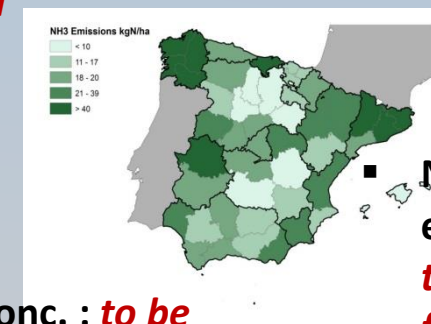 NH3 Emissions kgN/ha
< 10
11 - 17
18 - 20
21 - 39
> 40
onc. : to be